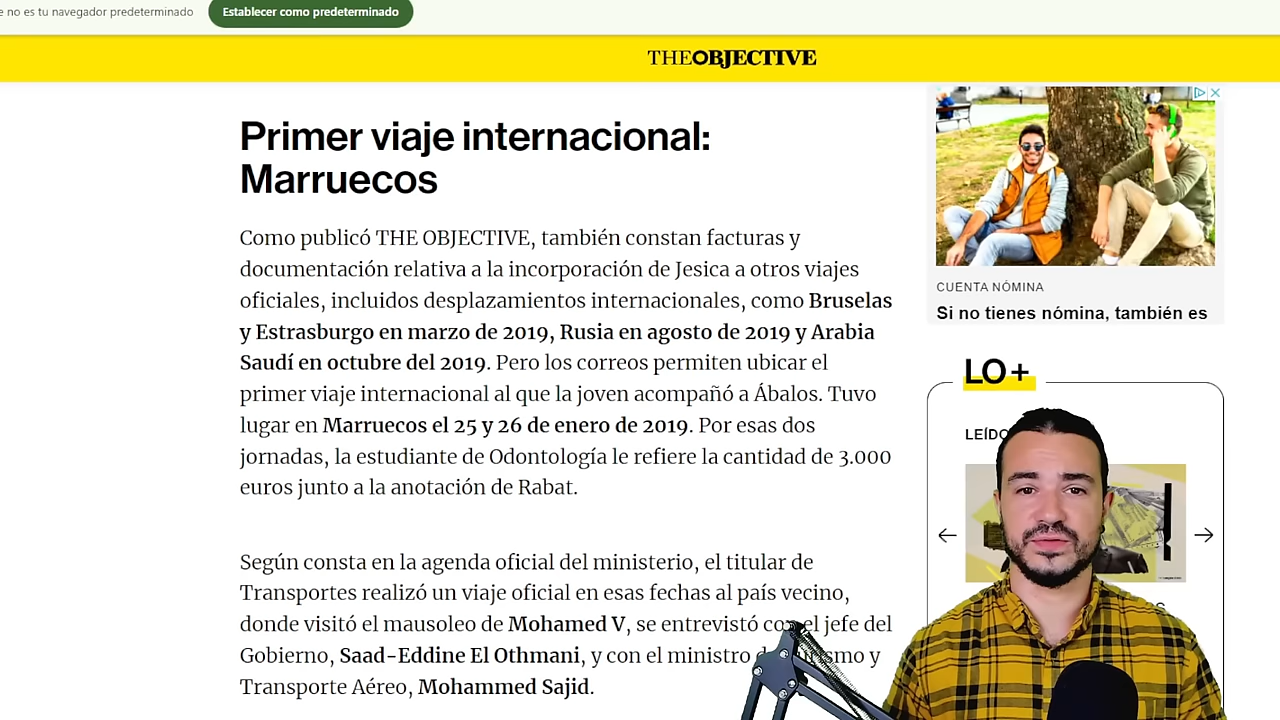 e no es tu navegador predeterminado
Establecer como predeterminado
THEOBJECTIVE
Primer viaje internacional:
Marruecos
Como publicó THE OBJECTIVE, también constan facturas y
documentación relativa a la incorporación de Jesica a otros viajes
oficiales, incluidos desplazamientos internacionales, como Bruselas
y Estrasburgo en marzo de 2019, Rusia en agosto de 2019 y Arabia
Saudí en octubre del 2019. Pero los correos permiten ubicar el
primer viaje internacional al que la joven acompañó a Ábalos. Tuvo
lugar en Marruecos el 25 y 26 de enero de 2019. Por esas dos
jornadas, la estudiante de Odontología le refiere la cantidad de 3.000
euros junto a la anotación de Rabat.
Según consta en la agenda oficial del ministerio, el titular de
Transportes realizó un viaje oficial en esas fechas al país vecino,
donde visitó el mausoleo de Mohamed V, se entrevistó con el jefe del
Gobierno, Saad-Eddine El Othmani, y con el ministro y
Transporte Aéreo, Mohammed Sajid.
CUENTA NÓMINA
Si no tienes nómina, también es
LO+
LEÍDO